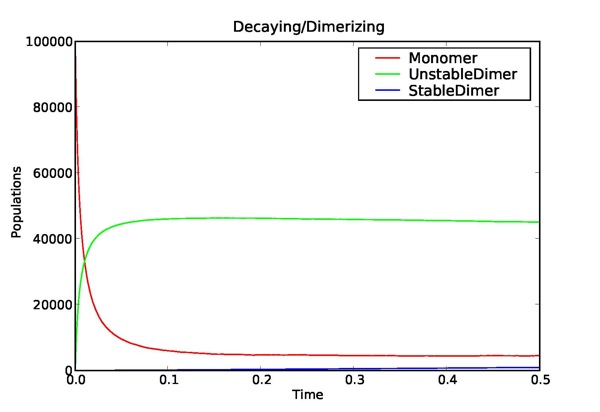 Decaying/Dimerizing
Monomer
UnstableDimer
StableDimer
100000
80000
60000
40000
20000
0
Populations
0.0 0.1 0.2 0.3 0.4 0.5
Time